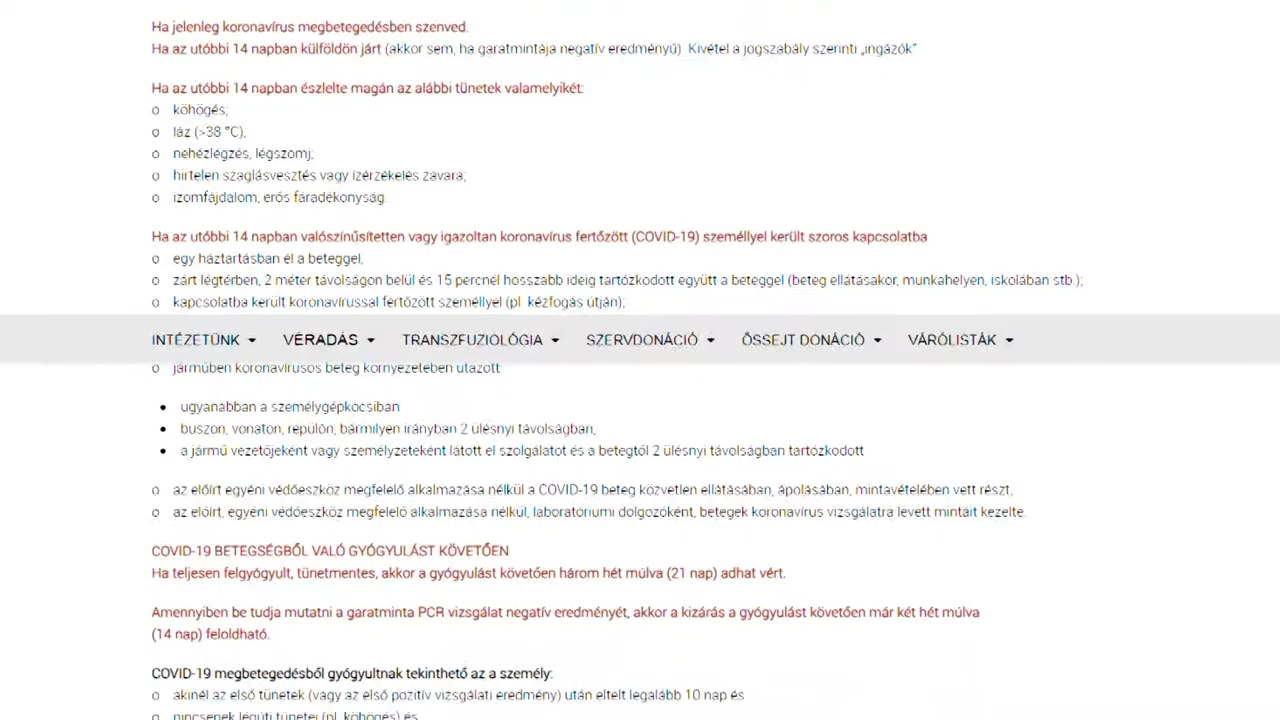 Ha jelenleg koronavírus megbetegedésben szenved.
Ha az utóbbi 14 napban külföldön járt (akkor sem, ha garatmintája negatív eredményű). Kivétel a jogszabály szerinti „ingázók”
Ha az utóbbi 14 napban észlelte magán az alábbi tünetek valamelyikét:
o köhögés;
o láz (>38 °C),
o nehézlégzés, légszomj;
o hirtelen szaglásvesztés vagy ízérzékelés zavara;
o izomfájdalom, erős fáradékonyság.
Ha az utóbbi 14 napban valószínűsítetten vagy igazoltan koronavírus fertőzött (COVID-19) személlyel került szoros kapcsolatba
o egy háztartásban él a beteggel,
o zárt légtérben, 2 méter távolságon belül és 15 percnél hosszabb ideig tartózkodott együtt a beteggel (beteg ellátásakor, munkahelyen, iskolában stb.);
o kapcsolatba került koronavírussal fertőzött személlyel (pl. kézfogás útján);
INTÉZETÜNK VÉRADÁS TRANSZFUZIOLÓGIA SZERVDONÁCIÓ ŐSSEJT DONÁCIÓ VÁRÓLISTÁK
o járműben koronavírusos beteg környezetében utazott:
• ugyanabban a személygépkocsiban
• buszon, vonaton, repülőn, bármilyen irányban 2 ülésnyi távolságban,
• a jármű vezetőjeként vagy személyzeteként látott el szolgálatot és a betegtől 2 ülésnyi távolságban tartózkodott
o az előírt egyéni védőeszköz megfelelő alkalmazása nélkül a COVID-19 beteg közvetlen ellátásában, ápolásában, mintavételében vett részt,
o az előírt, egyéni védőeszköz megfelelő alkalmazása nélkül, laboratóriumi dolgozóként, betegek koronavírus vizsgálatra levett mintáit kezelte.
COVID-19 BETEGSÉGBŐL VALÓ GYÓGYULÁST KÖVETŐEN
Ha teljesen felgyógyult, tünetmentes, akkor a gyógyulást követően három hét múlva (21 nap) adhat vért.
Amennyiben be tudja mutatni a garatminta PCR vizsgálat negatív eredményét, akkor a kizárás a gyógyulást követően már két hét múlva
(14 nap) feloldható.
COVID-19 megbetegedésből gyógyultnak tekinthető az a személy:
o akinél az első tünetek (vagy az első pozitív vizsgálati eredmény) után eltelt legalább 10 nap és
o nincsenek légúti tünetei (pl. köhögés) és